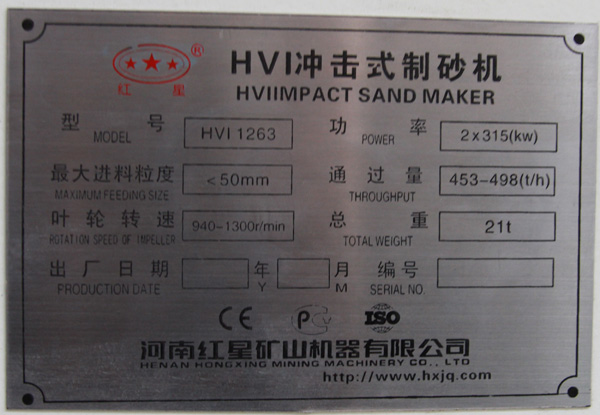 HVI冲击式制砂机
HVIIMPACT SAND MAKER
®
红星
型号 HVI 1263 功率 2x315(kw)
MODEL POWER
最大进料粒度 <50mm 通过量 453-498(t/h)
MAXIMUM FEEDING SIZE THROUGHPUT
叶轮转速 940-1300r/min 总重 21t
ROTATION SPEED OF IMPELLER TOTAL WEIGHT
出厂日期 年 月 编号
PRODUCTION DATE Y M SERIAL NO.
CE PC ISO
河南红星矿山机器有限公司
HENAN HONGXING MINING MACHINERY CO.,LTD
http://www.hxjq.com